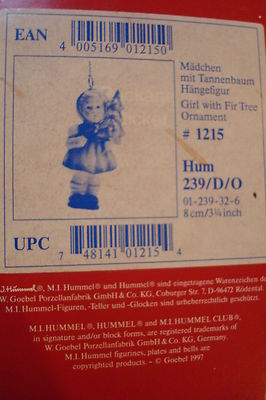 EAN
4 005169 012150
Mädchen
mit Tannenbaum
Hängefigur
Girl with Fir Tree
Ornament
# 1215
Hum
239/D/O
01-239-32-6
8 cm/3¼ inch
UPC
7 48141 01215 4
M.I. Hummel®, M.I. Hummel® und Hummel® sind eingetragene Warenzeichen der
W. Goebel Porzellanfabrik GmbH & Co. KG, Coburger Str. 7, D-96472 Rödental.
M.I. Hummel-Figuren, -Teller und -Glocken sind urheberrechtlich geschützt.
M.I. HUMMEL®, HUMMEL® and M.I. HUMMEL CLUB®,
in signature and/or block forms, are registered trademarks of
W. Goebel Porzellanfabrik GmbH & Co. KG, Germany.
M.I. Hummel figurines, plates and bells are
copyrighted products. – © Goebel 1997